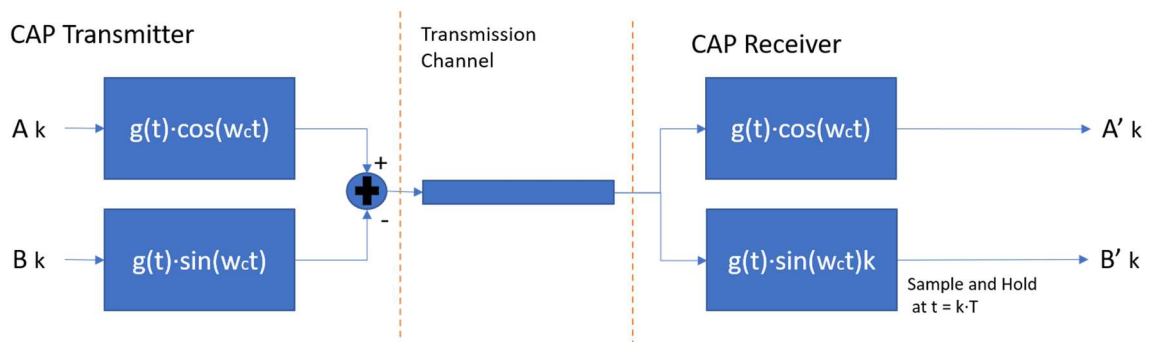 CAP Transmitter
Transmission
Channel
CAP Receiver
A k
g(t)·cos(wct)
+
-
B k
g(t)·sin(wct)
g(t)·cos(wct)
A’ k
g(t)·sin(wct)k
B’ k
Sample and Hold
at t = k·T